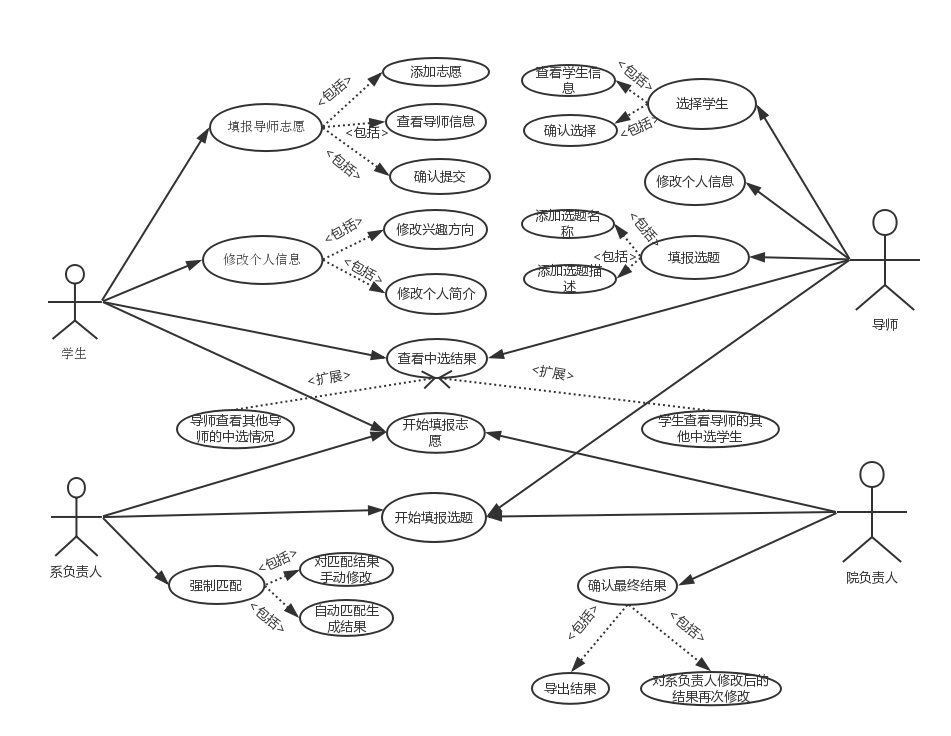 添加志愿
<包括>
填报导师志愿
查看导师信息
<包括>
<包括>
确认提交
修改兴趣方向
<包括>
修改个人信息
<包括>
修改个人简介
学生
查看学生信
息
<包括>
选择学生
确认选择
<包括>
修改个人信息
添加选题名
称
<包括>
填报选题
<包括>
添加选题描
述
导师
查看中选结果
<扩展>
<扩展>
导师查看其他导
师的中选情况
学生查看导师的其
他中选学生
开始填报志
愿
开始填报选题
系负责人
强制匹配
<包括>
对匹配结果
手动修改
<包括>
自动匹配生
成结果
院负责人
确认最终结果
<包括>
<包括>
导出结果
对系负责人修改后的
结果再次修改